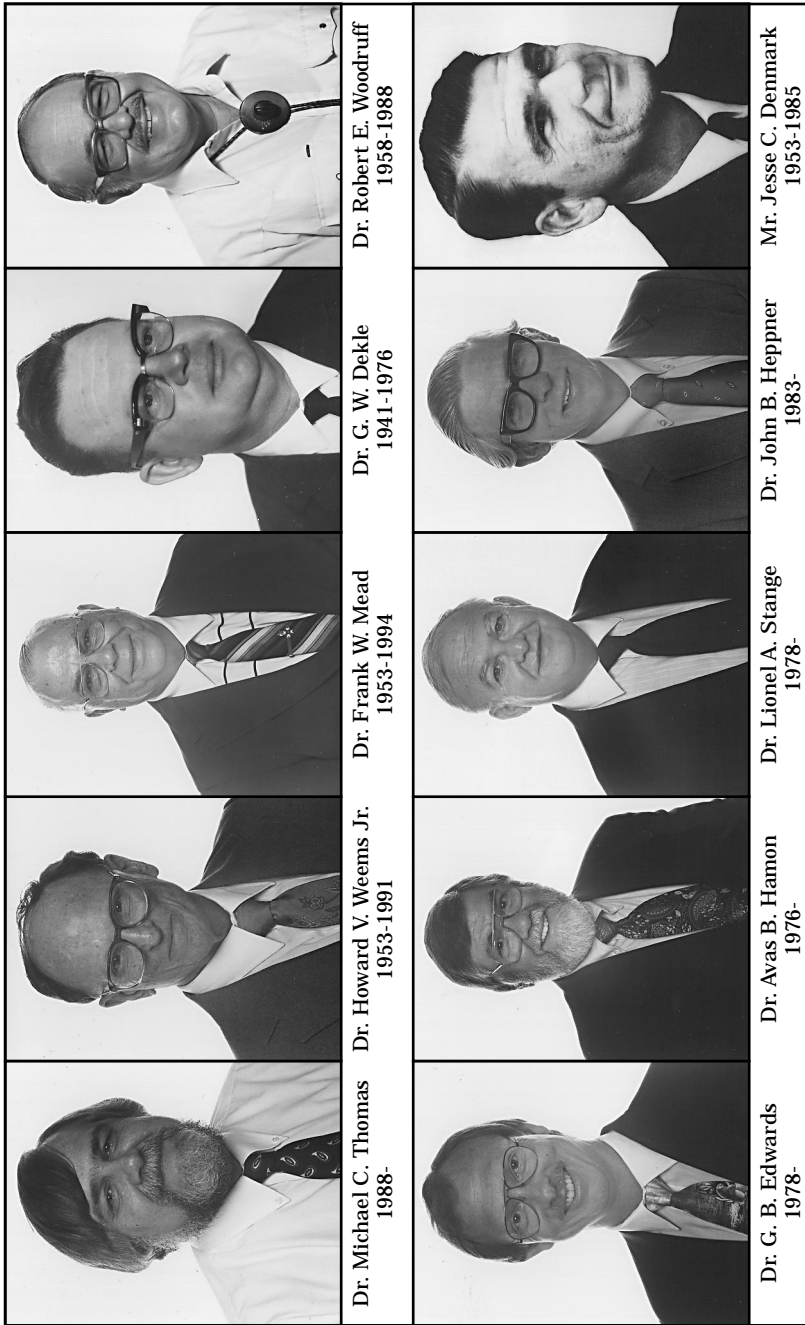 Dr. Michael C. Thomas
1988-
Dr. Howard V. Weems Jr.
1953-1991
Dr. Frank W. Mead
1953-1994
Dr. G. W. Dekle
1941-1976
Dr. Robert E. Woodruff
1958-1988
Dr. G. B. Edwards
1978-
Dr. Avas B. Hamon
1976-
Dr. Lionel A. Stange
1978-
Dr. John B. Heppner
1983-
Mr. Jesse C. Denmark
1953-1985